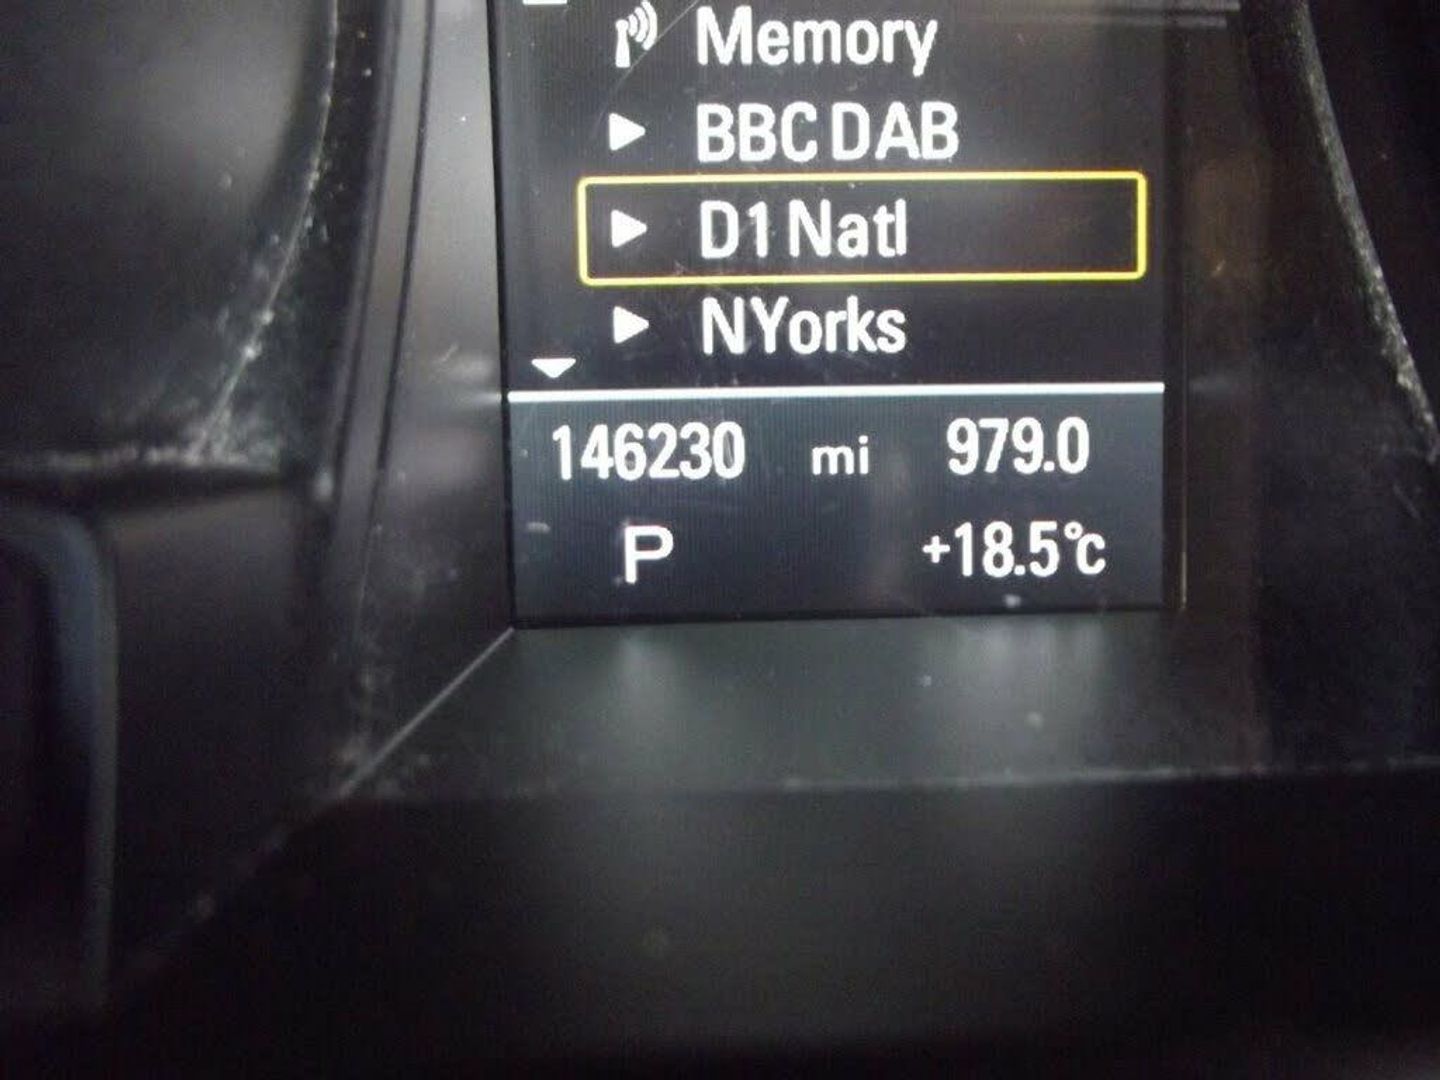 Memory
BBC DAB
D1 Natl
NYorks
146230 mi 979.0
P +18.5°c